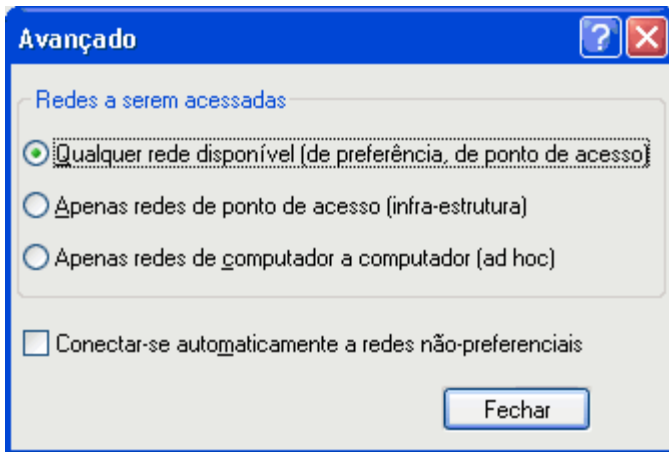 Avançado
Redes a serem acessadas
Qualquer rede disponível (de preferência, de ponto de acesso)
Apenas redes de ponto de acesso (infra-estrutura)
Apenas redes de computador a computador (ad hoc)
Conectar-se automaticamente a redes não-preferenciais
Fechar